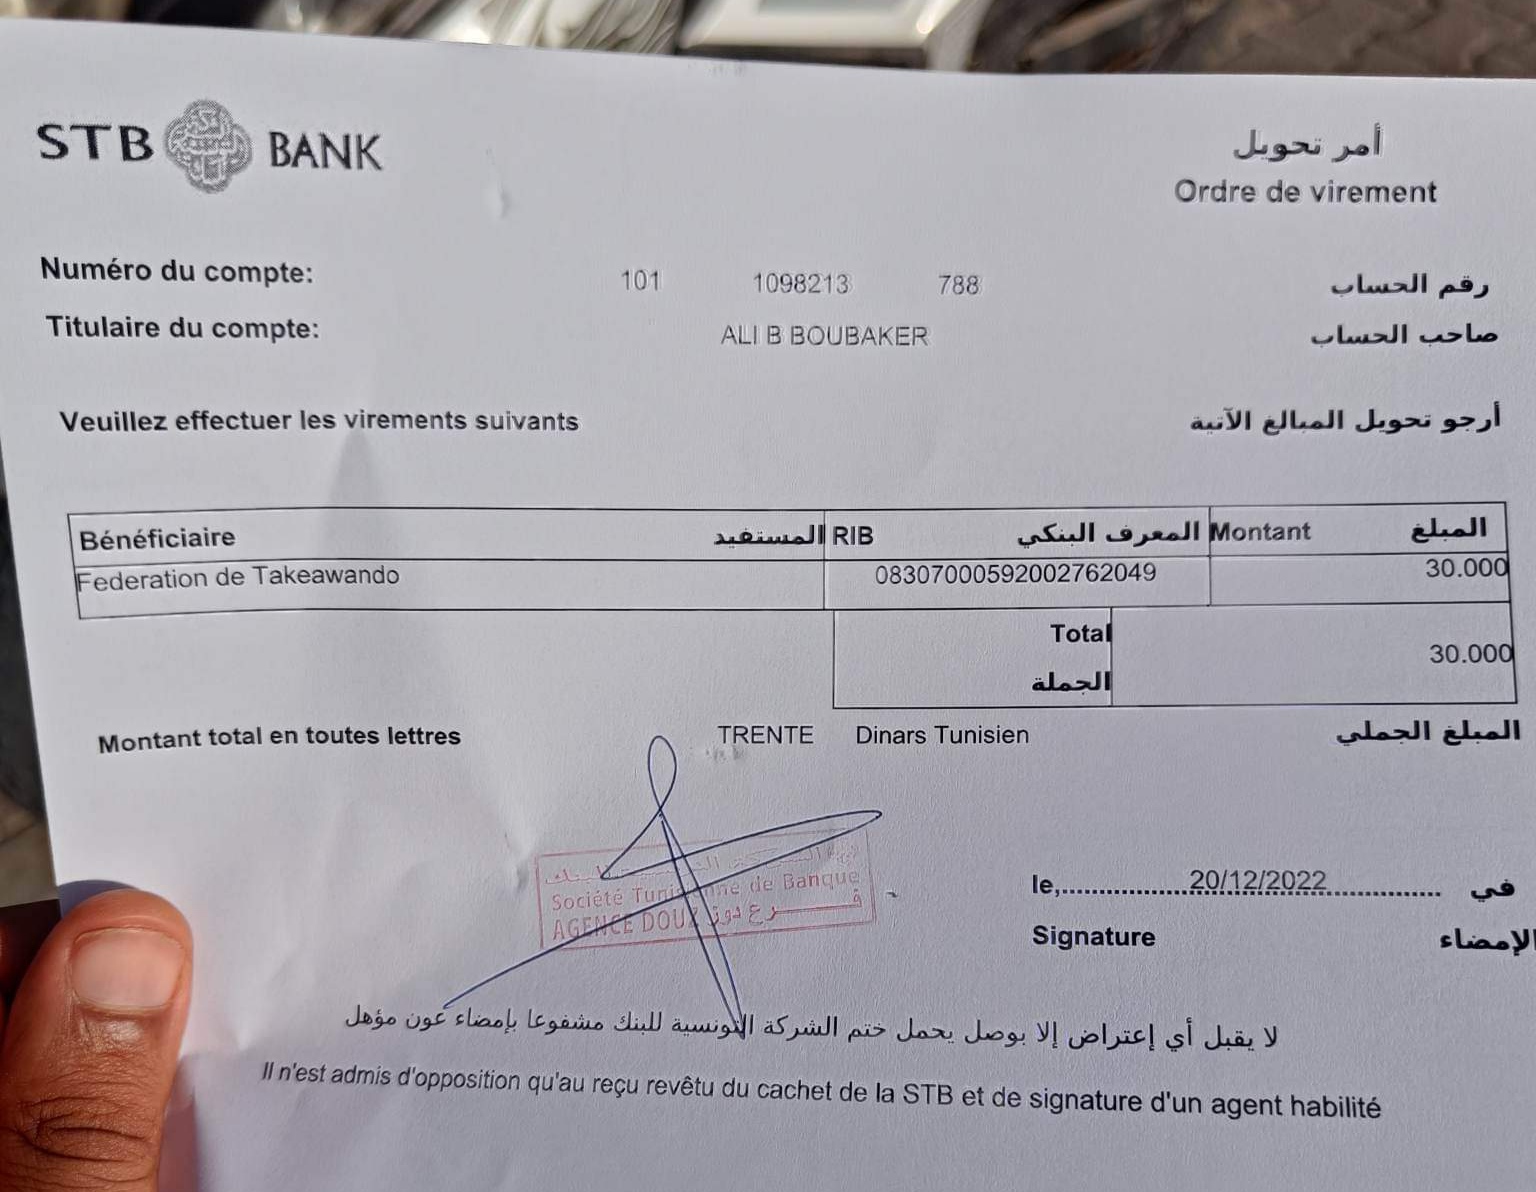 STB BANK
أمر تحويل
Ordre de virement
Numéro du compte: 101 1098213 788 رقم الحساب
Titulaire du compte: ALI B BOUBAKER صاحب الحساب
Veuillez effectuer les virements suivants أرجو تحويل المبالغ الآتية
Bénéficiaire المستفيد RIB المعرف البنكي Montant المبلغ
Federation de Takeawando 08307000592002762049 30.000
Total 30.000
الجملة
Montant total en toutes lettres TRENTE Dinars Tunisien المبلغ الجملي
Société Tunisienne de Banque
AGENCE DOUZ فرع دوز
le,.................20/12/2022................ في
Signature الإمضاء
لا يقبل أي إعتراض إلا بوصل يحمل ختم الشركة التونسية للبنك مشفوعا بإمضاء عون مؤهل
Il n'est admis d'opposition qu'au reçu revêtu du cachet de la STB et de signature d'un agent habilité